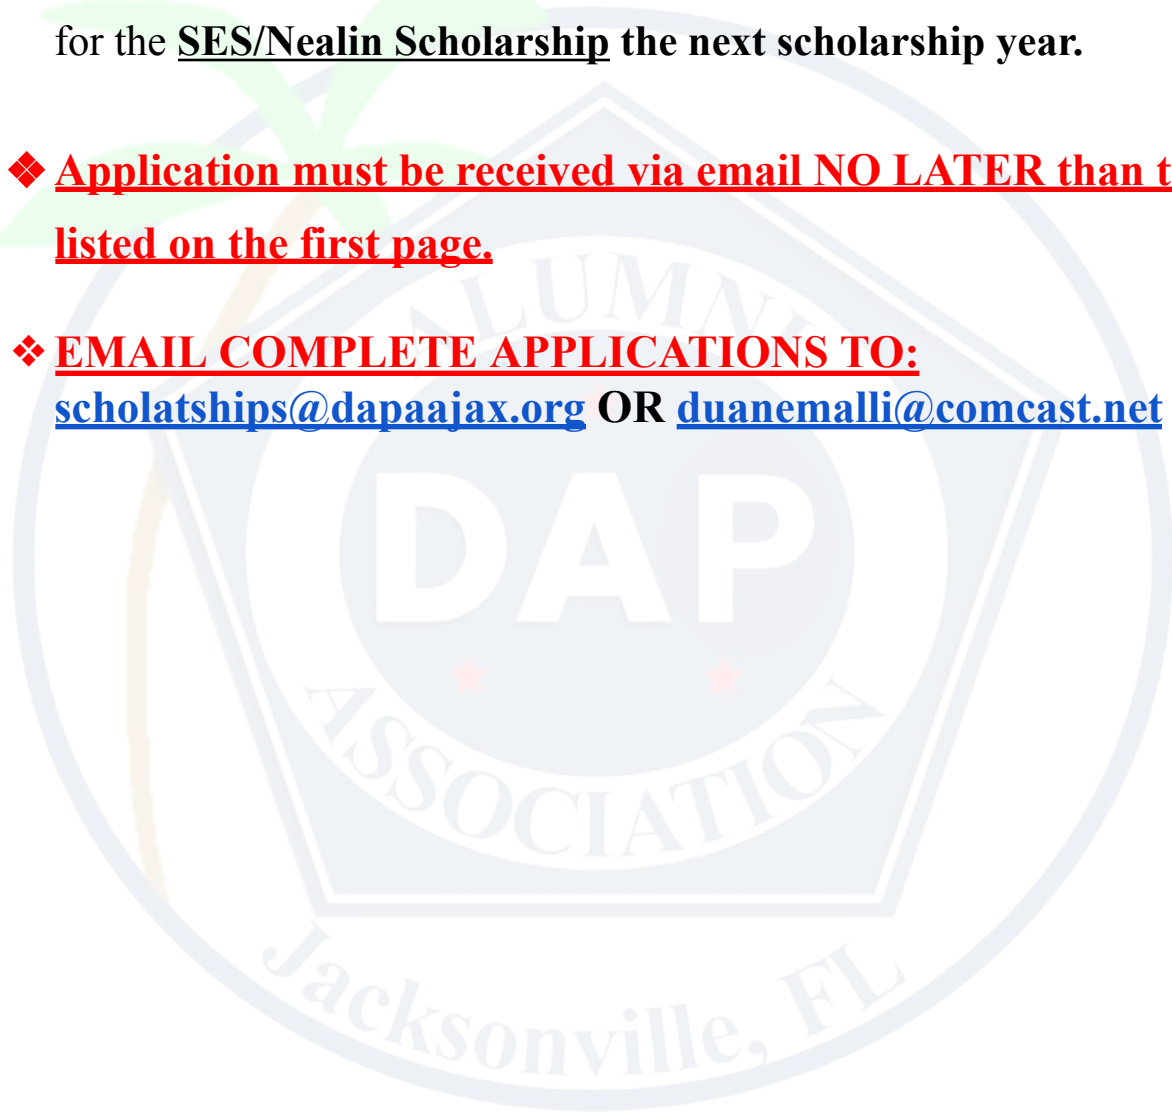 for the SES/Nealin Scholarship the next scholarship year.
❖ Application must be received via email NO LATER than t
listed on the first page.
❖ EMAIL COMPLETE APPLICATIONS TO:
scholatships@dapaajax.org OR duanemalli@comcast.net
ALUMNI
DAP
ASSOCIATION
Jacksonville, FL